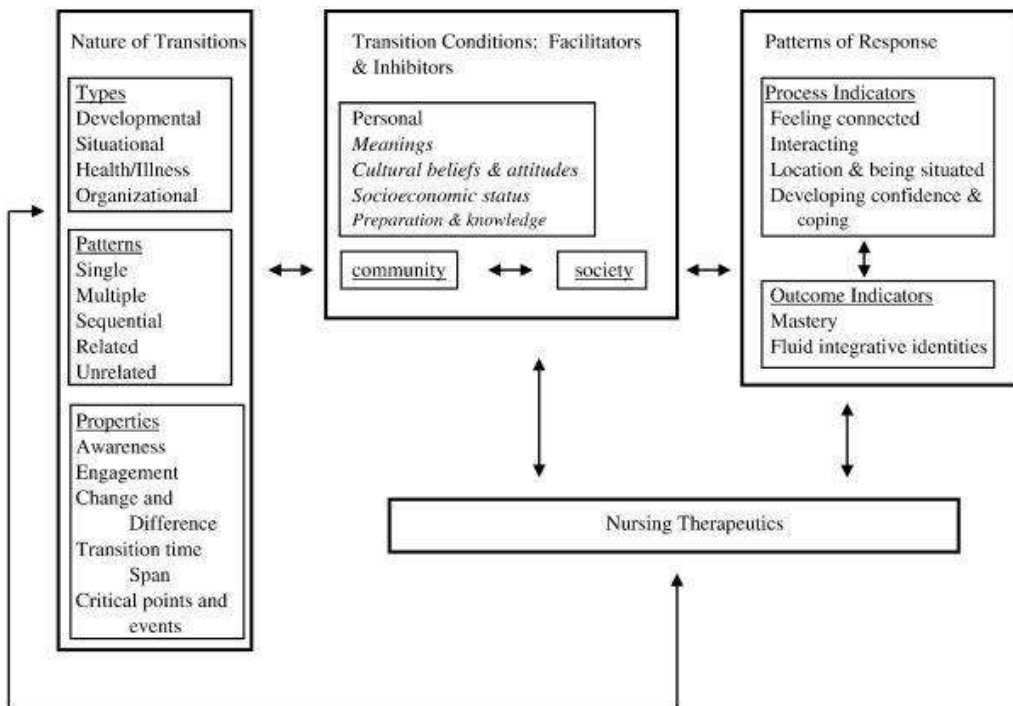 Nature of Transitions
Types
Developmental
Situational
Health/Illness
Organizational
Patterns
Single
Multiple
Sequential
Related
Unrelated
Properties
Awareness
Engagement
Change and
Difference
Transition time
Span
Critical points and
events
Transition Conditions: Facilitators
& Inhibitors
Personal
Meanings
Cultural beliefs & attitudes
Socioeconomic status
Preparation & knowledge
community
society
Patterns of Response
Process Indicators
Feeling connected
Interacting
Location & being situated
Developing confidence &
coping
Outcome Indicators
Mastery
Fluid integrative identities
Nursing Therapeutics